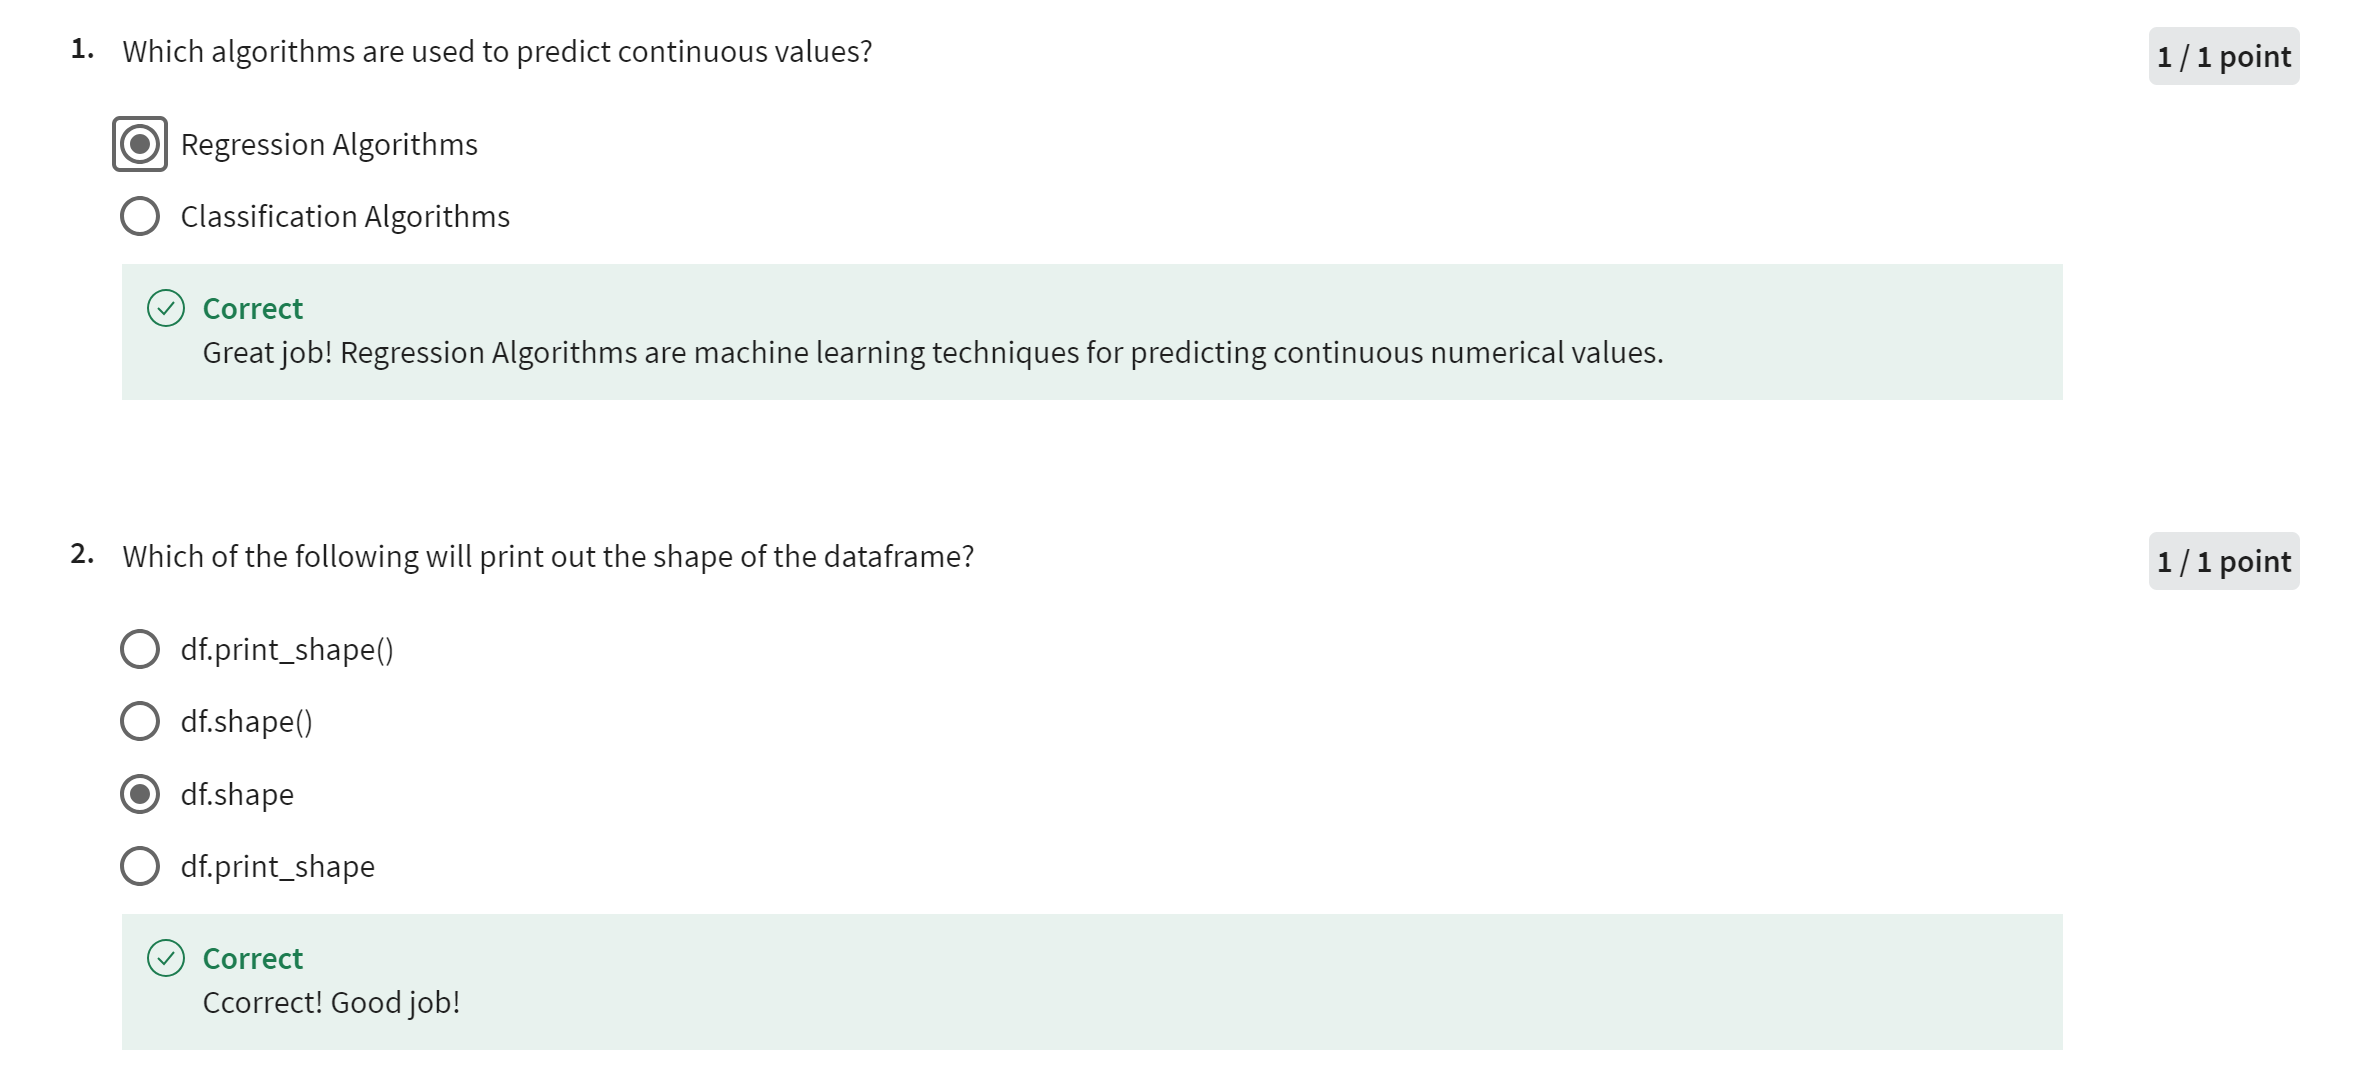 1. Which algorithms are used to predict continuous values?
1 / 1 point
Regression Algorithms
Classification Algorithms
Correct
Great job! Regression Algorithms are machine learning techniques for predicting continuous numerical values.
2. Which of the following will print out the shape of the dataframe?
1 / 1 point
df.print_shape()
df.shape()
df.shape
df.print_shape
Correct
Ccorrect! Good job!